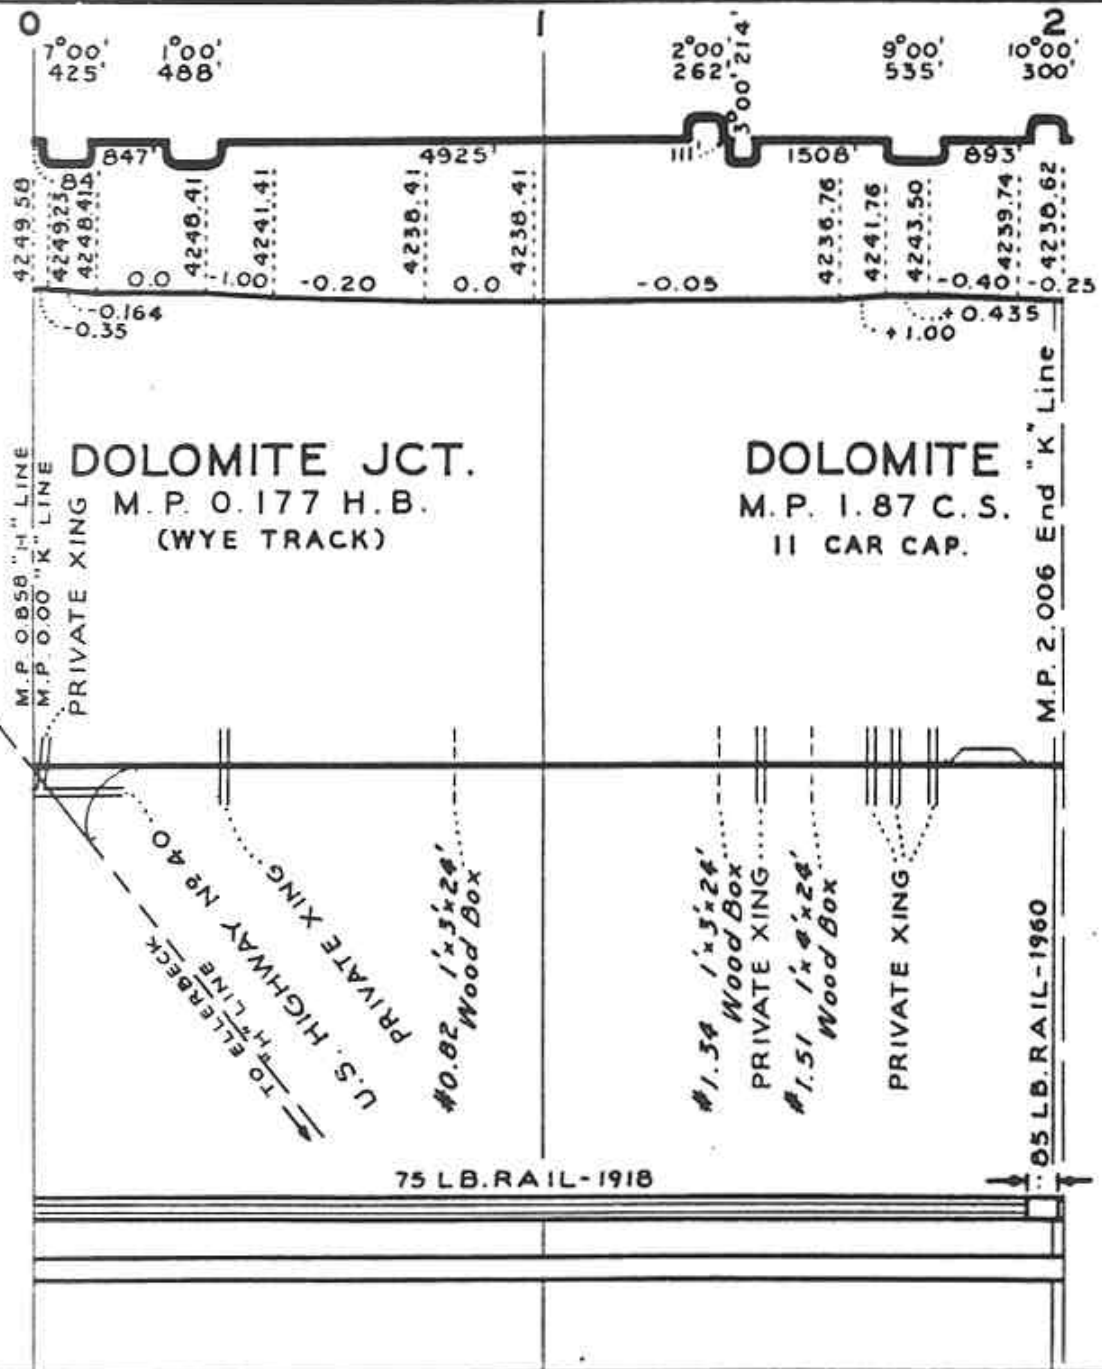 0 1 2
7°00' 1°00' 2°00' 3°00' 214' 9°00' 10°00'
425' 488' 262' 535' 300'
84 847' 4925' 111' 1508' 893'
4249.58
4249.23
4248.41
4248.41
4241.41
4238.41
4238.41
4236.76
4241.76
4243.50
4239.74
4238.62
0.0 -1.00 -0.20 0.0 -0.05 -0.40 -0.25
-0.164 +0.435
-0.35 +1.00
DOLOMITE JCT.
M.P. 0.177 H.B.
(WYE TRACK)
DOLOMITE
M.P. 1.87 C.S.
11 CAR CAP.
M.P. 0.858 "H" LINE
M.P. 0.00 "K" LINE
PRIVATE XING
M.P. 2.006 End "K" Line
TO ELLERBECK
"H" LINE
U.S. HIGHWAY Nº 40
PRIVATE XING
#0.82 1'x3'x24'
Wood Box
#1.34 1'x3'x24'
Wood Box
PRIVATE XING
#1.51 1'x4'x24'
Wood Box
PRIVATE XING
85 LB. RAIL-1960
75 LB. RAIL-1918